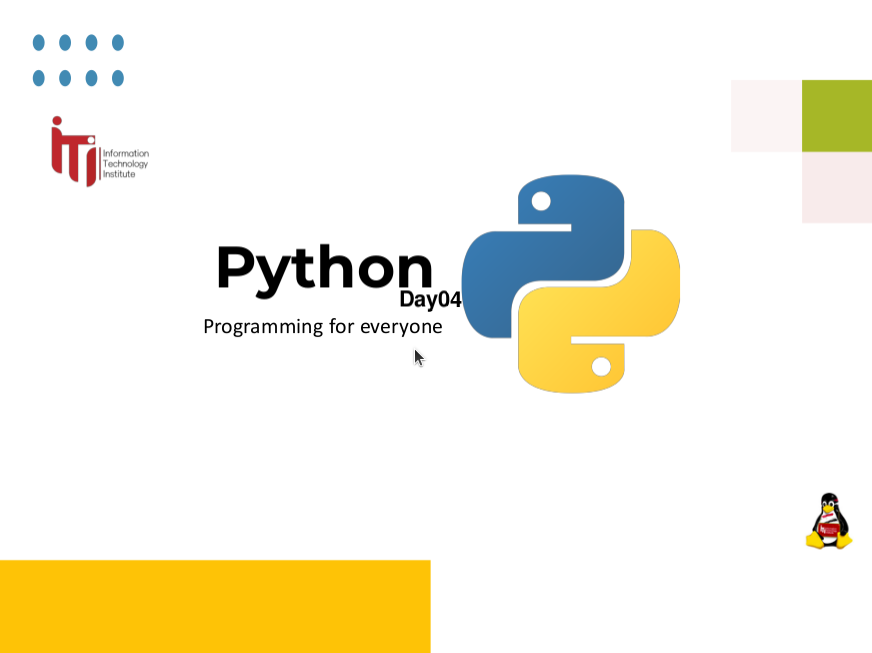 iTi
Information
Technology
Institute
Python
Day04
Programming for everyone